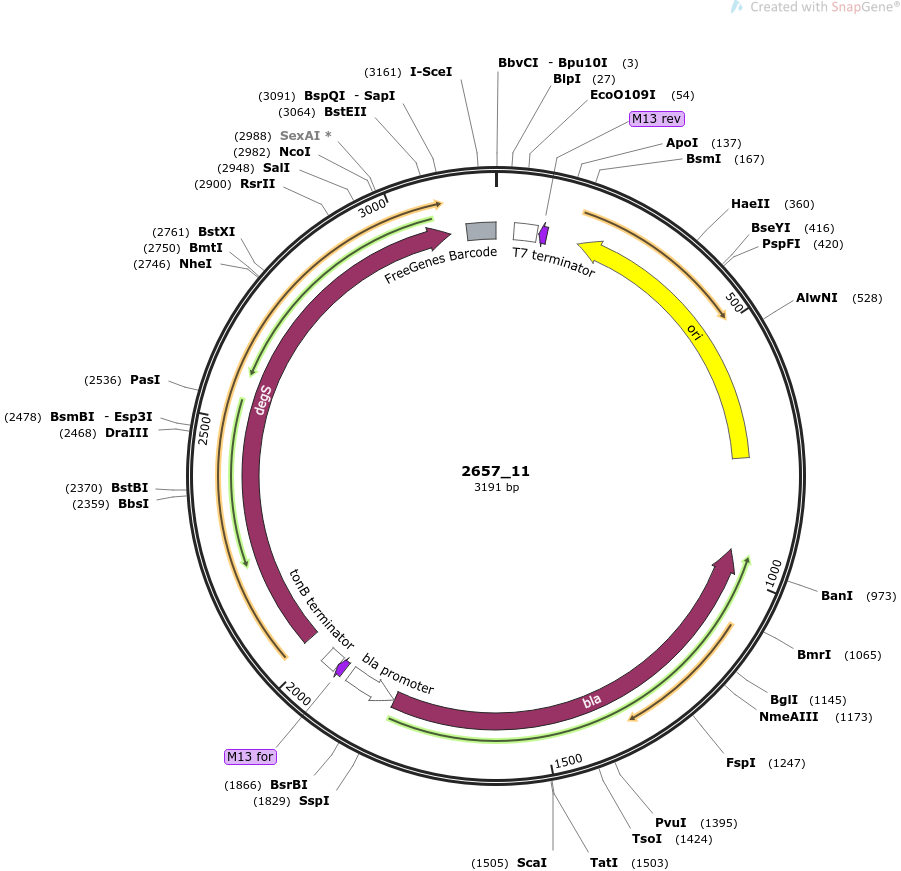 Created with SnapGene®
(3161) I-SceI
BbvCI - Bpu10I (3)
BlpI (27)
EcoO109I (54)
M13 rev
ApoI (137)
BsmI (167)
HaeII (360)
BseYI (416)
PspFI (420)
AlwNI (528)
BanI (973)
BmrI (1065)
BglI (1145)
NmeAIII (1173)
FspI (1247)
PvuI (1395)
TsoI (1424)
TatI (1503)
(1505) ScaI
(1829) SspI
(1866) BsrBI
M13 for
(2359) BbsI
(2370) BstBI
(2468) DraIII
(2478) BsmBI - Esp3I
(2536) PasI
(2746) NheI
(2750) BmtI
(2761) BstXI
(2900) RsrII
(2948) SalI
(2982) NcoI
(2988) SexAI *
(3064) BstEII
(3091) BspQI - SapI
500
1000
1500
2000
2500
3000
FreeGenes Barcode
T7 terminator
ori
bla
bla promoter
tonB terminator
degS
2657_11
3191 bp